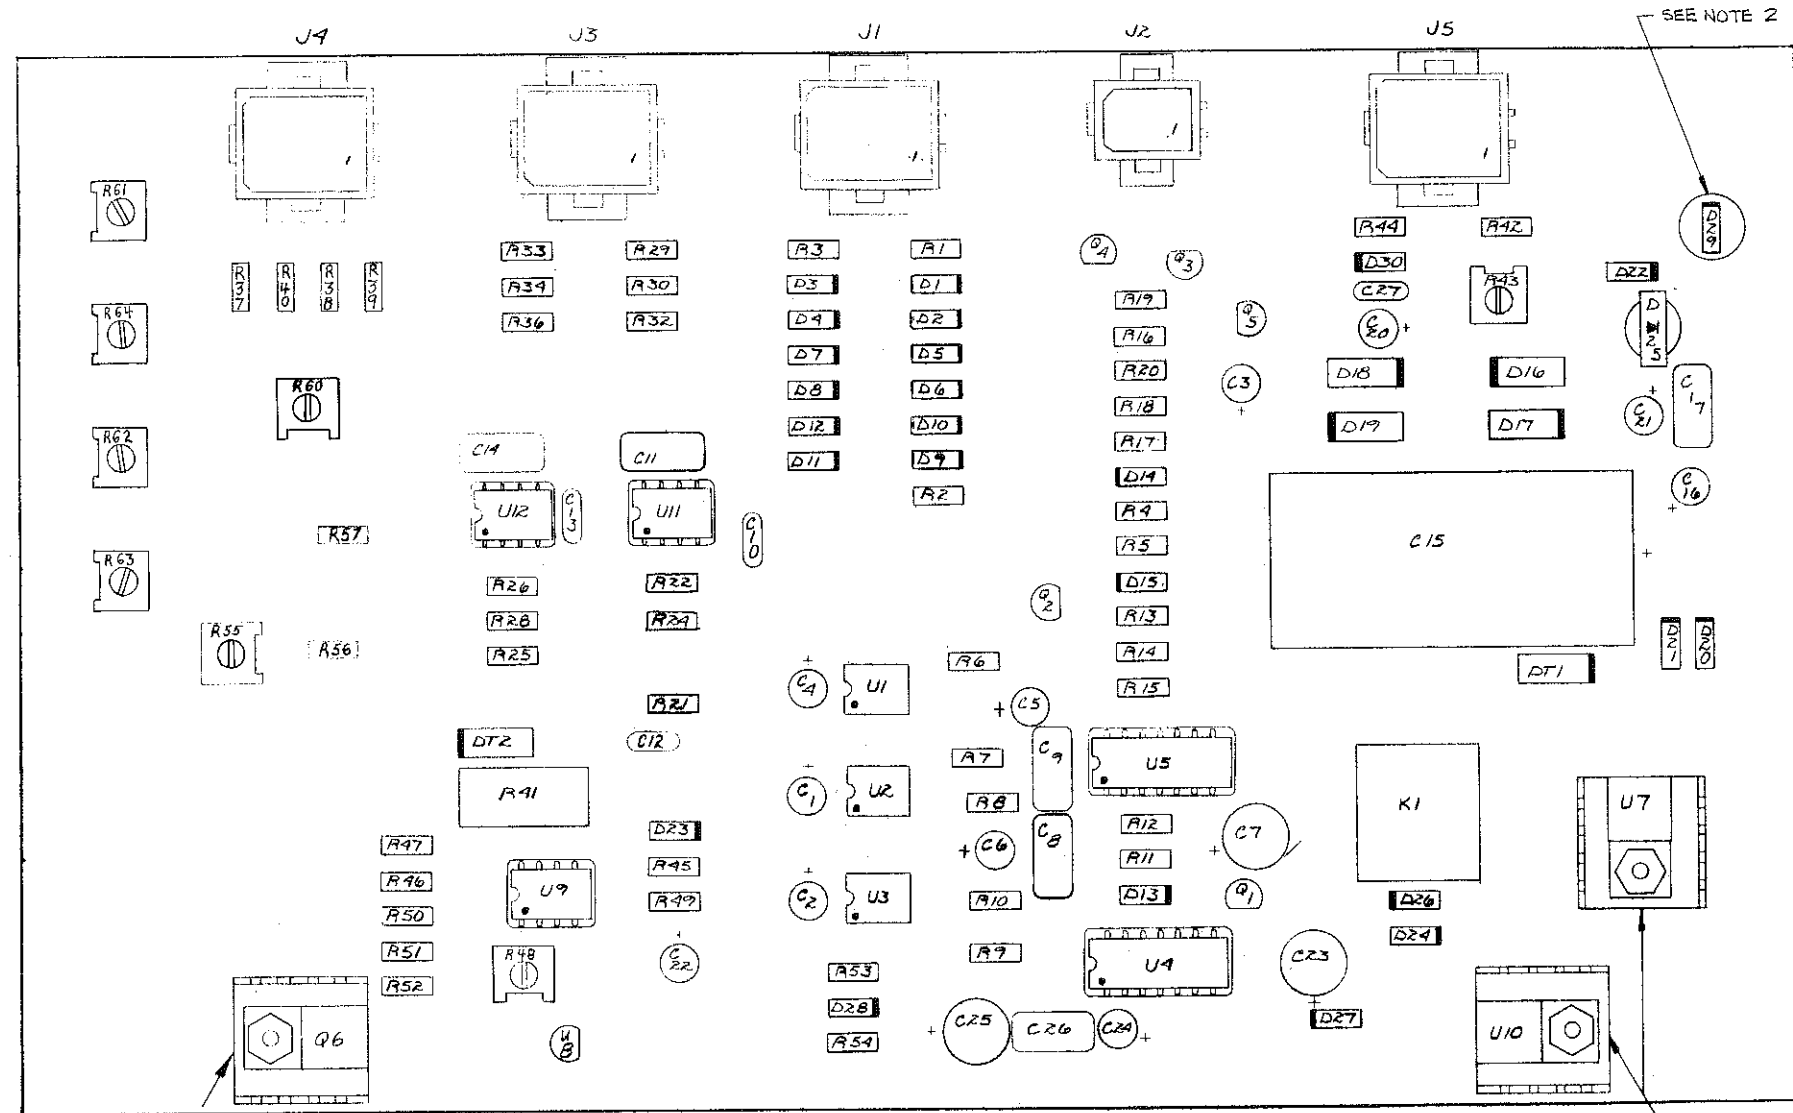 SEE NOTE 2
J4 J3 J1 J2 J5
R61
1 1 1 1 1
R44 R42 D29
R33 R29 R3 R1 Q4 Q3
R37 R40 R38 R39
R34 R30 D3 D1 D30 D22
R19 C27 R43
R64 R36 R32 D4 D2 Q5 C20 D25
R16
D7 D5
R60 D8 D6 R20 C3 D18 D16 C17
R18 C21
R62 C14 C11 D12 D10 R17 D19 D17
D11 D9 D14
R2 C16
U12 C13 U11 C10 R4
R57 R5 C15
R63 R26 R22 D15
Q2
R55 R28 R24 R13
R56 R25 R6 R14 D21 D20
DT1
C4 U1 R15
R21 C5
DT2 C12 C9
R7 U5
R41 C1 U2 R8 K1 U7
D23 R12
R47 R45 C6 C8 R11 C7
R46 U9 R49 C2 U3 R10 D13 Q1 D26
R50
R51 R48 C22 R9 D24
R52 R53 U4 C23
D28
Q6 U8 R54 C25 C26 C24 D27 U10